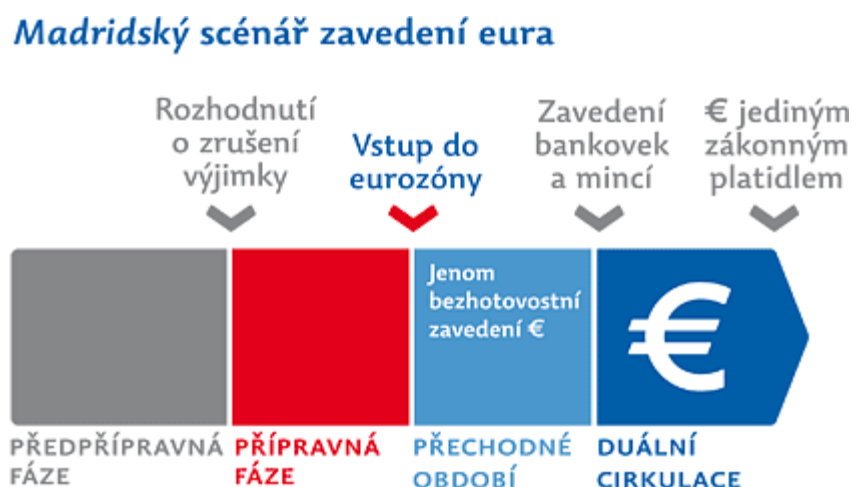 Madridský scénář zavedení eura
Rozhodnutí
o zrušení
výjimky
Vstup do
eurozóny
Zavedení
bankovek
a mincí
€ jediným
zákonným
platidlem
Jenom
bezhotovostní
zavedení €
€
PŘEDPŘÍPRAVNÁ
FÁZE
PŘÍPRAVNÁ
FÁZE
PŘECHODNÉ
OBDOBÍ
DUÁLNÍ
CIRKULACE